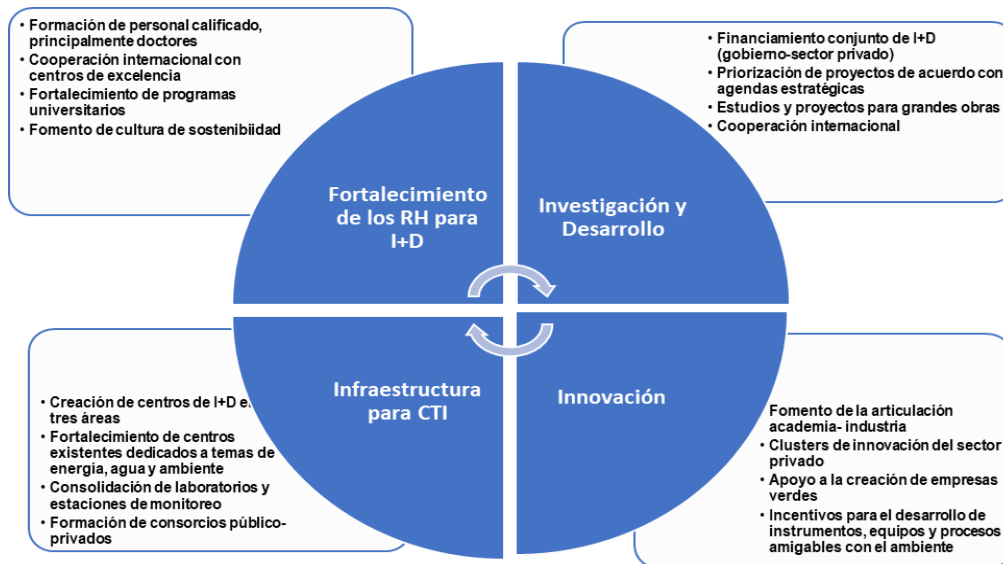 • Formación de personal calificado,
principalmente doctores
• Cooperación internacional con
centros de excelencia
• Fortalecimiento de programas
universitarios
• Fomento de cultura de sostenibiidad
• Financiamiento conjunto de I+D
(gobierno-sector privado)
• Priorización de proyectos de acuerdo con
agendas estratégicas
• Estudios y proyectos para grandes obras
• Cooperación internacional
Fortalecimiento
de los RH para
I+D
Investigación y
Desarrollo
Infraestructura
para CTI
Innovación
• Creación de centros de I+D
tres áreas
• Fortalecimiento de centros
existentes dedicados a temas de
energía, agua y ambiente
• Consolidación de laboratorios y
estaciones de monitoreo
• Formación de consorcios público-
privados
Fomento de la articulación
academia- industria
• Clusters de innovación del sector
privado
• Apoyo a la creación de empresas
verdes
• Incentivos para el desarrollo de
instrumentos, equipos y procesos
amigables con el ambiente